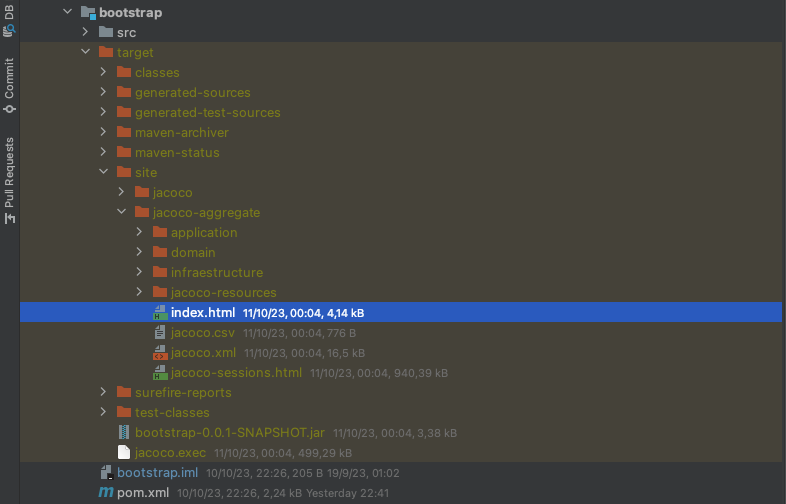 DB
Commit
Pull Requests
bootstrap
src
target
classes
generated-sources
generated-test-sources
maven-archiver
maven-status
site
jacoco
jacoco-aggregate
application
domain
infraestructure
jacoco-resources
index.html 11/10/23, 00:04, 4,14 kB
jacoco.csv 11/10/23, 00:04, 776 B
jacoco.xml 11/10/23, 00:04, 16,5 kB
jacoco-sessions.html 11/10/23, 00:04, 940,39 kB
surefire-reports
test-classes
bootstrap-0.0.1-SNAPSHOT.jar 11/10/23, 00:04, 3,38 kB
jacoco.exec 11/10/23, 00:04, 499,29 kB
bootstrap.iml 10/10/23, 22:26, 205 B 19/9/23, 01:02
pom.xml 10/10/23, 22:26, 2,24 kB Yesterday 22:41